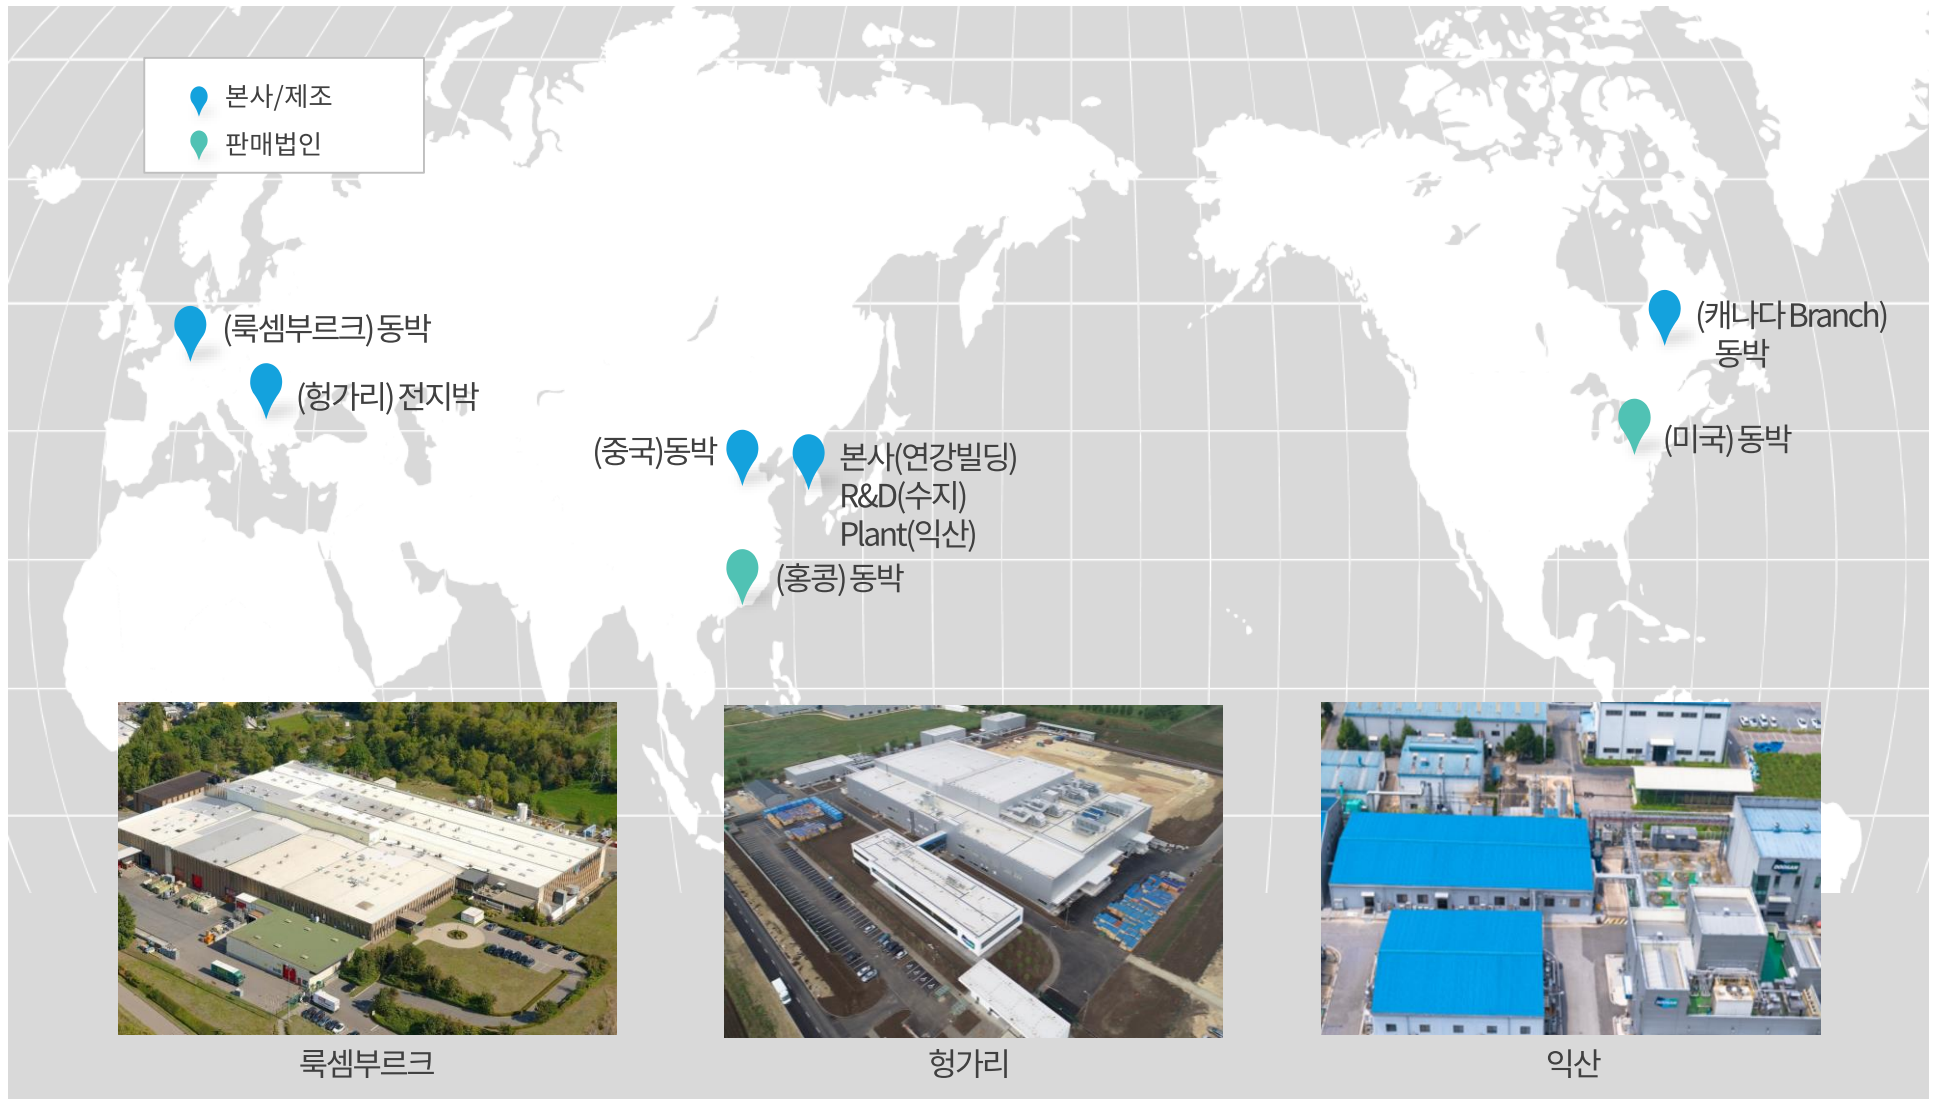 본사/제조
판매법인
(룩셈부르크) 동박
(헝가리) 전지박
(중국)동박
본사(연강빌딩)
R&D(수지)
Plant(익산)
(홍콩) 동박
(캐나다 Branch)
동박
(미국) 동박
룩셈부르크
헝가리
익산